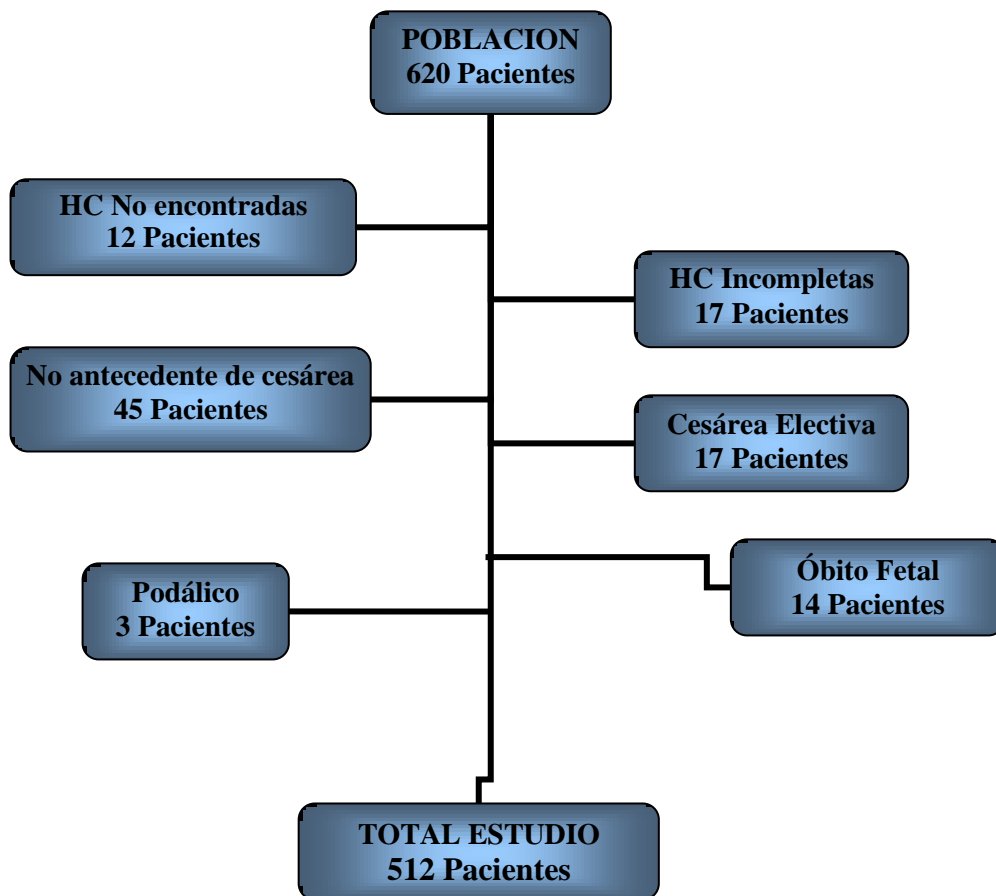 POBLACION
620 Pacientes
HC No encontradas
12 Pacientes
HC Incompletas
17 Pacientes
No antecedente de cesárea
45 Pacientes
Cesárea Electiva
17 Pacientes
Óbito Fetal
14 Pacientes
Podálico
3 Pacientes
TOTAL ESTUDIO
512 Pacientes